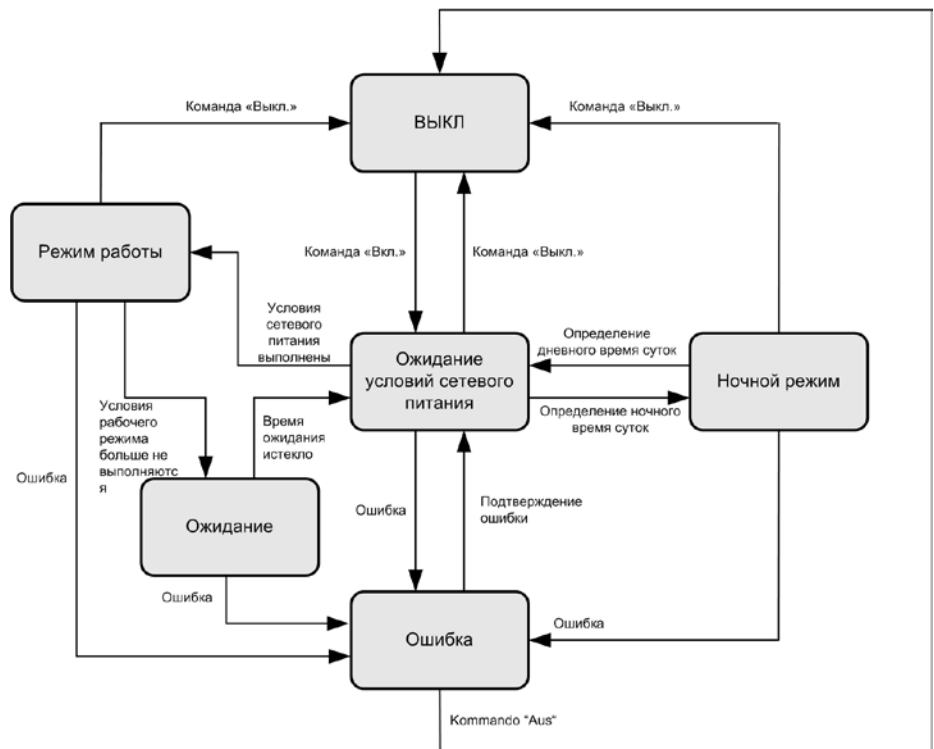 Команда «Выкл.»
ВЫКЛ
Команда «Выкл.»
Режим работы
Команда «Вкл.»
Команда «Выкл.»
Условия
сетевого
питания
выполнены
Ожидание
условий сетевого
питания
Определение
дневного время суток
Ночной режим
Определение ночного
время суток
Условия
рабочего
режима
больше не
выполняютс
я
Время
ожидания
истекло
Ошибка
Ожидание
Ошибка
Подтверждение
ошибки
Ошибка
Ошибка
Ошибка
Kommando "Aus"